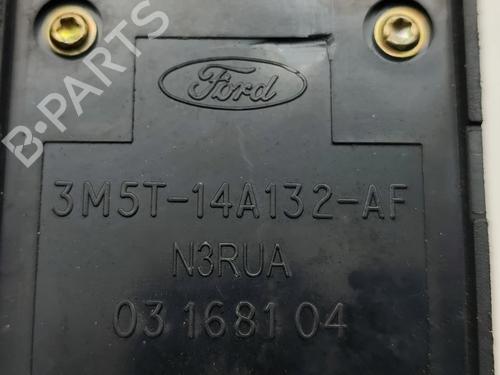 Ford
B-PARTS
3M5T-14A132-AF
N3RUA
03 1681 04